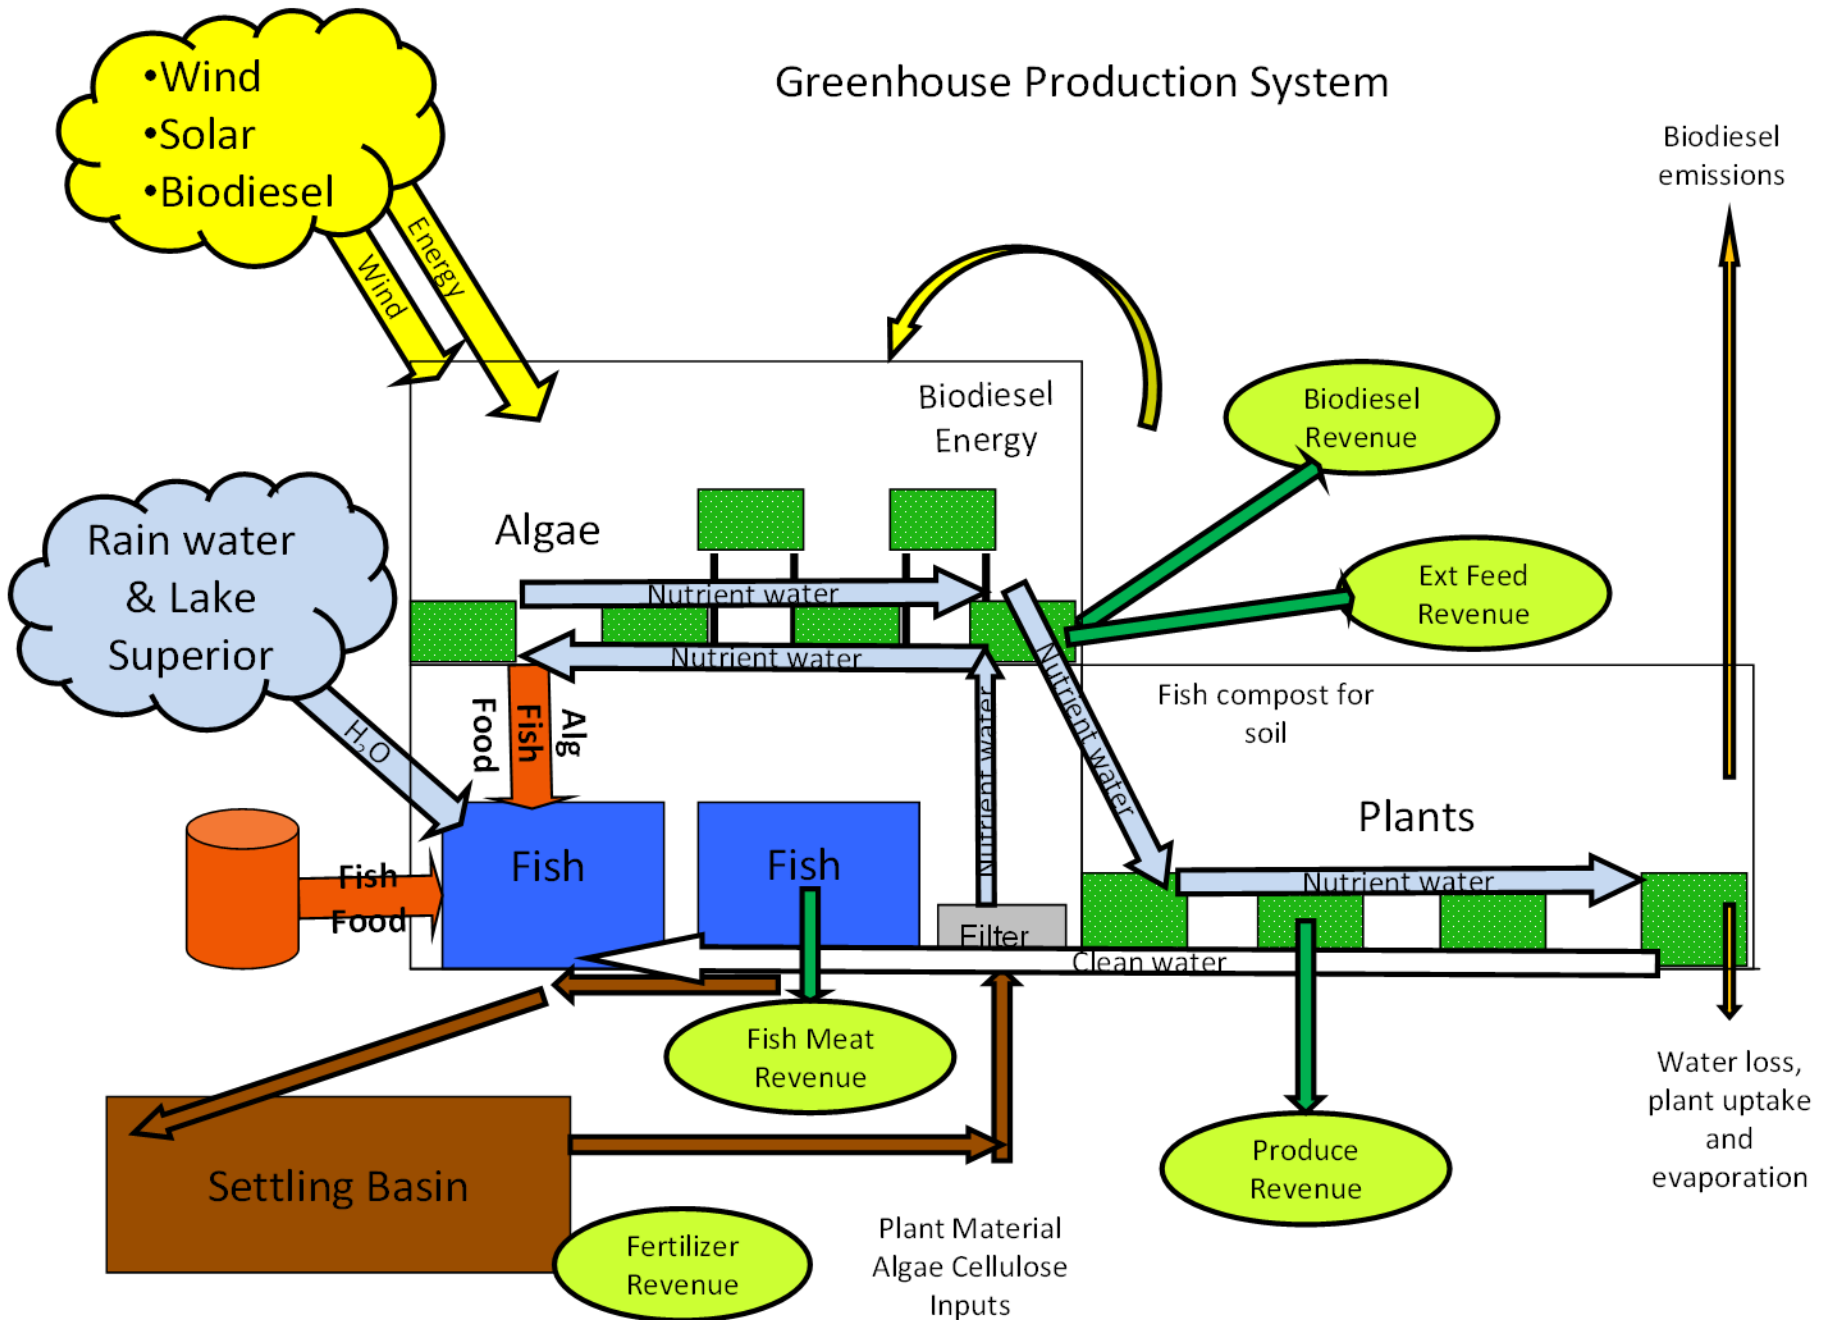 Greenhouse Production System
•Wind
•Solar
•Biodiesel
Energy
Wind
Biodiesel
emissions
Biodiesel
Energy
Biodiesel
Revenue
Ext Feed
Revenue
Rain water
& Lake
Superior
H₂O
Algae
Nutrient water
Nutrient water
Nutrient water
Nutrient water
Alg
Fish
Food
Fish compost for
soil
Plants
Fish
Food
Fish
Fish
Filter
Nutrient water
Clean water
Fish Meat
Revenue
Produce
Revenue
Water loss,
plant uptake
and
evaporation
Settling Basin
Fertilizer
Revenue
Plant Material
Algae Cellulose
Inputs